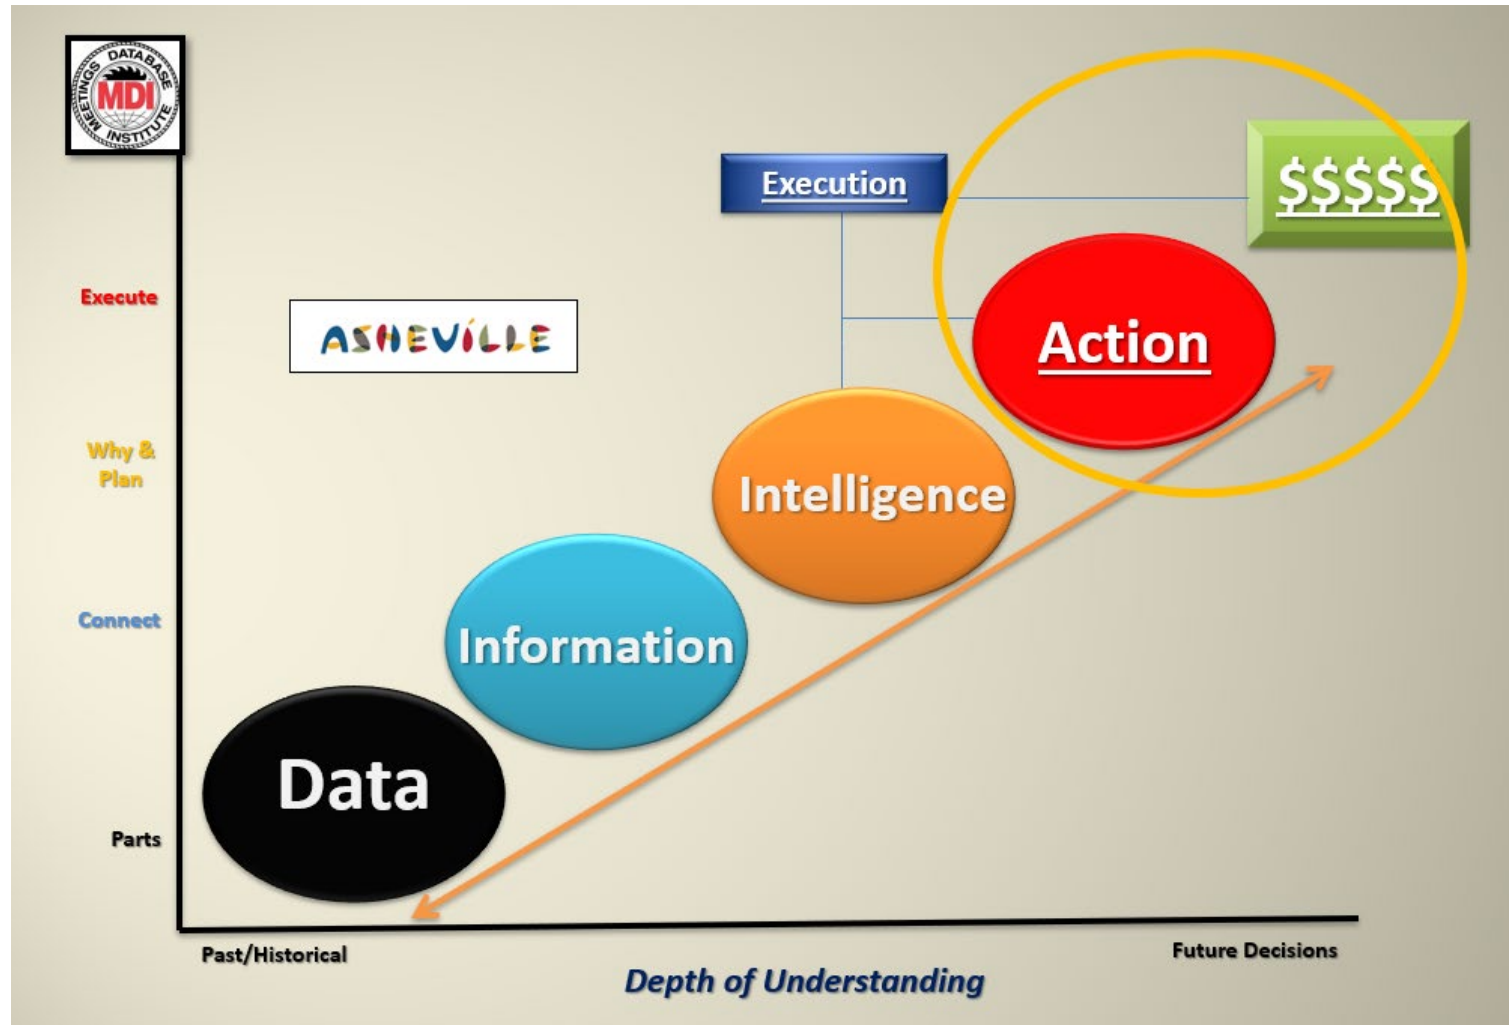 MEETINGS DATABASE INSTITUTE
MDI
Execution
$$$$$
Execute
ASHEVÍLLE
Action
Why &
Plan
Intelligence
Connect
Information
Data
Parts
Past/Historical
Future Decisions
Depth of Understanding